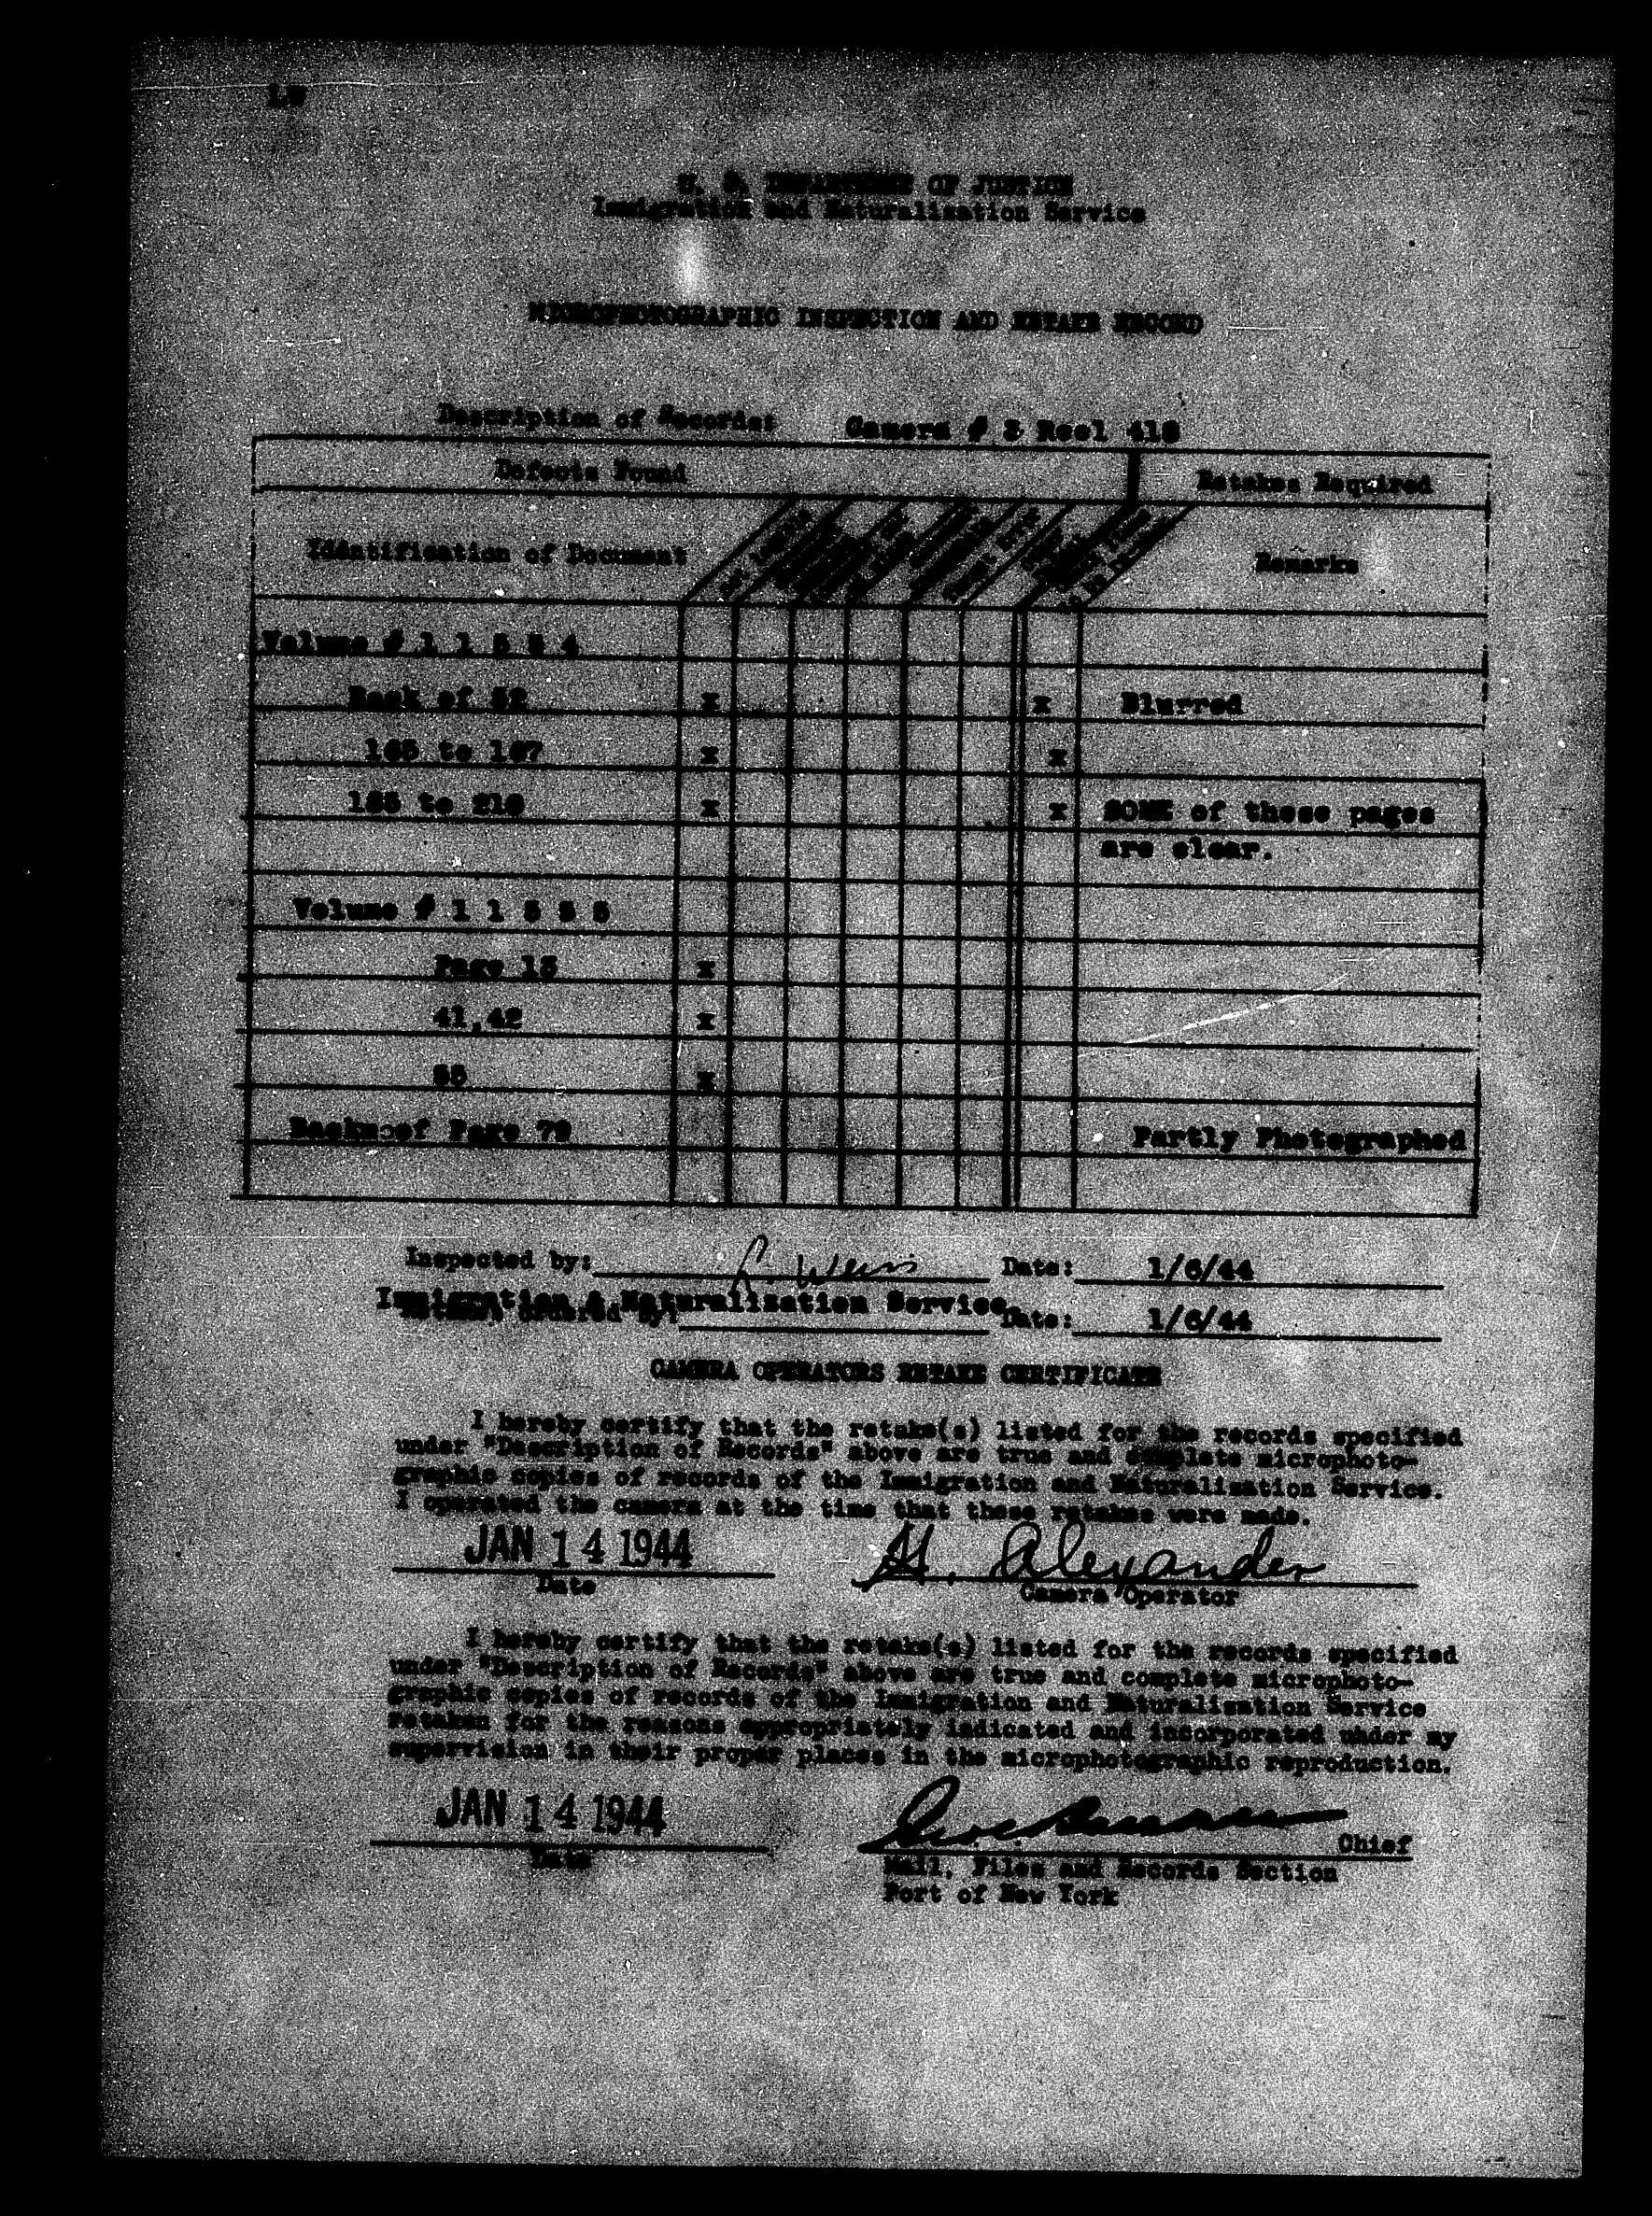 LW
U. S. DEPARTMENT OF JUSTICE
Immigration and Naturalization Service
MICROPHOTOGRAPHIC INSPECTION AND RETAKE RECORD
Description of Records: Camera # 3 Reel 418
Defects Found Retakes Required
Identification of Document Remarks
Volume # 1 1 5 5 4
Back of 52 x x Blurred
165 to 167 x x
185 to 210 x x SOME of these pages
are clear.
Volume # 1 1 5 5 5
Page 13 x
41,42 x
55 x
of Page 79 Partly Photographed
Inspected by: L. Weiss Date: 1/6/44
Immigration & Naturalization Service
Retakes Ordered by: Date: 1/6/44
CAMERA OPERATORS RETAKE CERTIFICATE
I hereby certify that the retake(s) listed for the records specified
under "Description of Records" above are true and complete microphoto-
graphic copies of records of the Immigration and Naturalization Service.
I operated the camera at the time that these retakes were made.
JAN 14 1944 H. Alexander
Date Camera Operator
I hereby certify that the retake(s) listed for the records specified
under "Description of Records" above are true and complete microphoto-
graphic copies of records of the Immigration and Naturalization Service
retaken for the reasons appropriately indicated and incorporated under my
supervision in their proper places in the microphotographic reproduction.
JAN 14 1944
Chief
Date
Mail, Files and Records Section
Port of New York